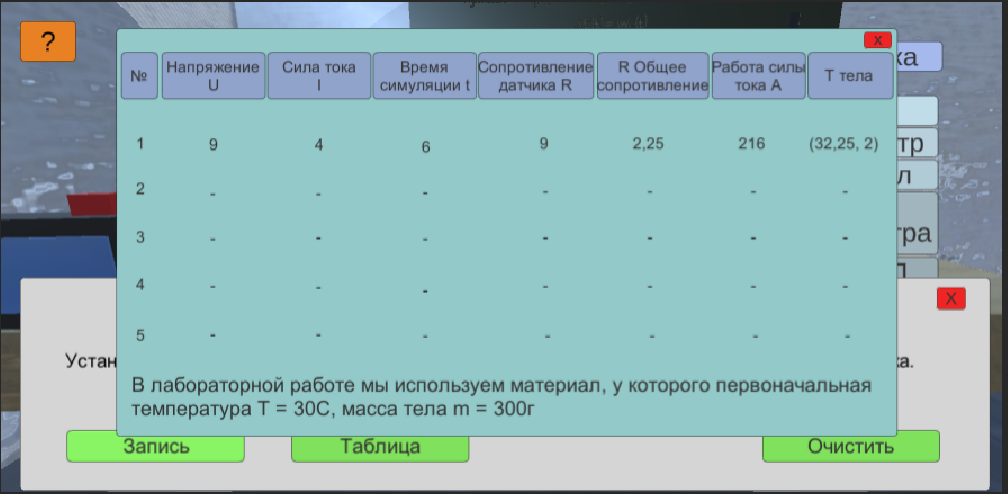 ?
X
№
Напряжение
U
Сила тока
I
Время
симуляции t
Сопротивление
датчика R
R Общее
сопротивление
Работа силы
тока А
Т тела
1 9 4 6 9 2,25 216 (32,25, 2)
2 - - - - - - -
3 - - - - - - -
4 - - - - - - -
5 - - - - - - -
В лабораторной работе мы используем материал, у которого первоначальная
температура Т = 30С, масса тела m = 300г
ка
тр
л
тра
X
Устан
ка.
Запись
Таблица
Очистить